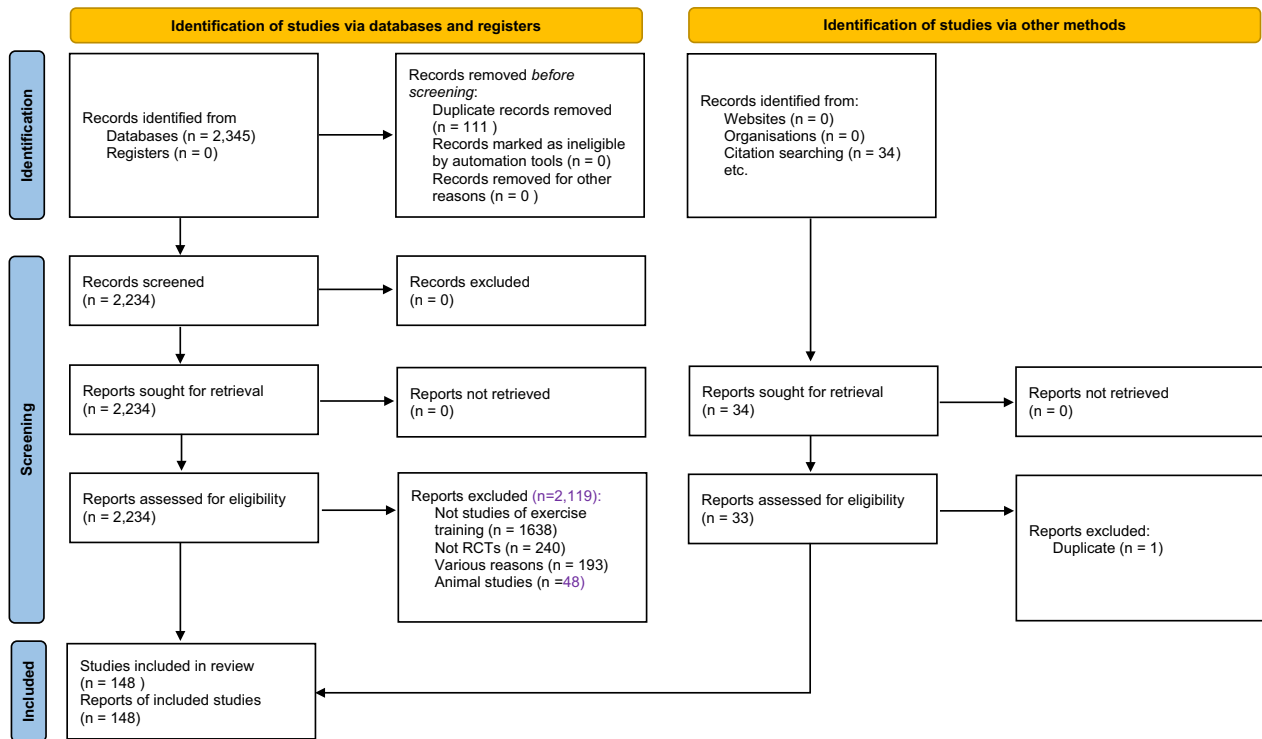 Identification of studies via databases and registers
Identification of studies via other methods
Identification
Records identified from
Databases (n = 2,345)
Registers (n = 0)
Records removed before
screening:
Duplicate records removed
(n = 111 )
Records marked as ineligible
by automation tools (n = 0)
Records removed for other
reasons (n = 0 )
Records identified from:
Websites (n = 0)
Organisations (n = 0)
Citation searching (n = 34)
etc.
Screening
Records screened
(n = 2,234)
Records excluded
(n = 0)
Reports sought for retrieval
(n = 2,234)
Reports not retrieved
(n = 0)
Reports sought for retrieval
(n = 34)
Reports not retrieved
(n = 0)
Reports assessed for eligibility
(n = 2,234)
Reports excluded (n=2,119):
Not studies of exercise
training (n = 1638)
Not RCTs (n = 240)
Various reasons (n = 193)
Animal studies (n =48)
Reports assessed for eligibility
(n = 33)
Reports excluded:
Duplicate (n = 1)
Included
Studies included in review
(n = 148 )
Reports of included studies
(n = 148)